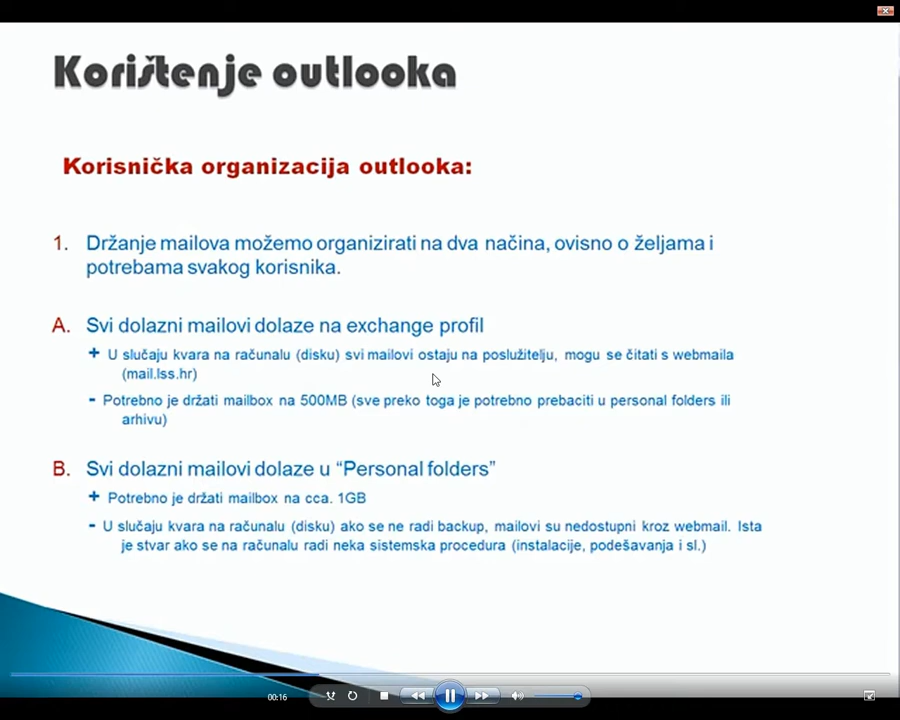 Korištenje outlooka
Korisnička organizacija outlooka:
1. Držanje mailova možemo organizirati na dva načina, ovisno o željama i
potrebama svakog korisnika.
A. Svi dolazni mailovi dolaze na exchange profil
+ U slučaju kvara na računalu (disku) svi mailovi ostaju na poslužitelju, mogu se čitati s webmaila
(mail.lss.hr)
- Potrebno je držati mailbox na 500MB (sve preko toga je potrebno prebaciti u personal folders ili
arhivu)
B. Svi dolazni mailovi dolaze u “Personal folders”
+ Potrebno je držati mailbox na cca. 1GB
- U slučaju kvara na računalu (disku) ako se ne radi backup, mailovi su nedostupni kroz webmail. Ista
je stvar ako se na računalu radi neka sistemska procedura (instalacije, podešavanja i sl.)
00:16